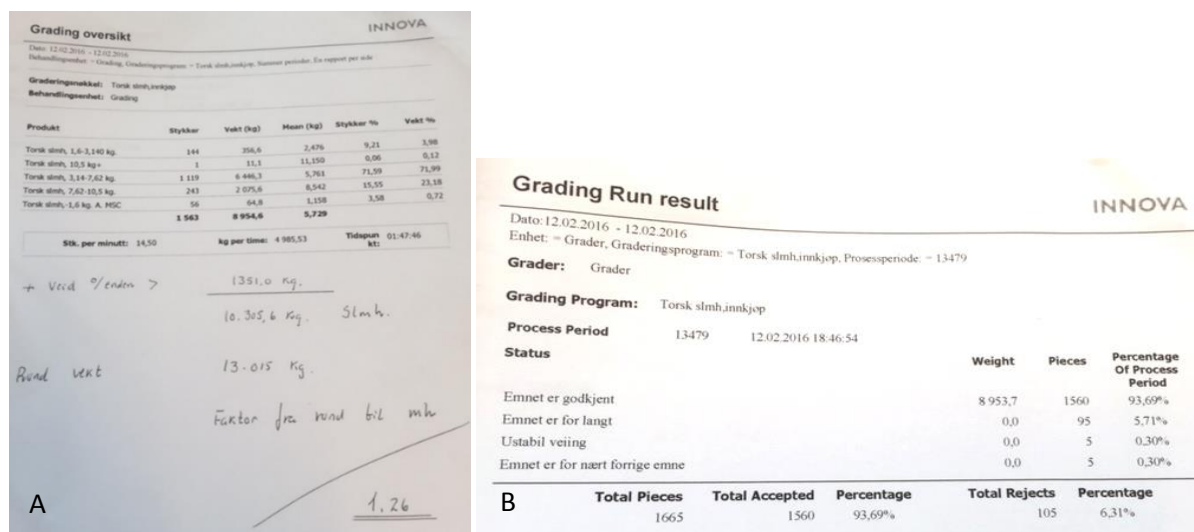 Grading oversikt INNOVA
Dato: 12.02.2016 - 12.02.2016
Behandlingsenhet: = Grading, Graderingsprogram = Torsk slmh,innkjøp, Summer perioder, En rapport per side
Graderingsnøkkel: Torsk slmh,innkjøp
Behandlingsenhet: Grading
Produkt Stykker Vekt (kg) Mean (kg) Stykker % Vekt %
Torsk slmh, 1,6-3,140 kg. 144 356,6 2,476 9,21 3,98
Torsk slmh, 10,5 kg+ 1 11,1 11,150 0,06 0,12
Torsk slmh, 3,14-7,62 kg. 1 119 6 446,3 5,761 71,59 71,99
Torsk slmh, 7,62-10,5 kg. 243 2 075,6 8,542 15,55 23,18
Torsk slmh,-1,6 kg. A. MSC 56 64,8 1,158 3,58 0,72
1 563 8 954,6 5,729
Stk. per minutt: 14,50 kg per time: 4 985,53 Tidspunkt: 01:47:46
+ Veid 1351,0 kg.
10.305,6 kg. Slmh.
Rund vekt 13.015 kg.
Faktor fra rund til mh
1,26
A
Grading Run result INNOVA
Dato:12.02.2016 - 12.02.2016
Enhet: = Grader, Graderingsprogram: = Torsk slmh,innkjøp, Prosessperiode: = 13479
Grader: Grader
Grading Program: Torsk slmh,innkjøp
Process Period 13479 12.02.2016 18:46:54
Status Weight Pieces Percentage Of Process Period
Emnet er godkjent 8 953,7 1560 93,69%
Emnet er for langt 0,0 95 5,71%
Ustabil veiing 0,0 5 0,30%
Emnet er for nært forrige emne 0,0 5 0,30%
Total Pieces Total Accepted Percentage Total Rejects Percentage
1665 1560 93,69% 105 6,31%
B